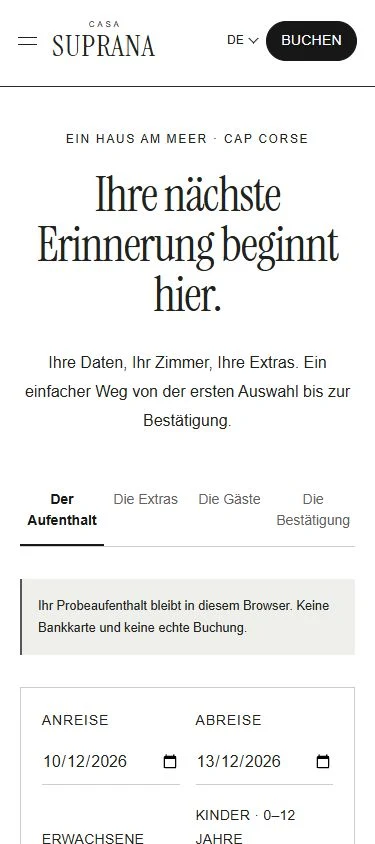 CASA
SUPRANA
DE
BUCHEN
EIN HAUS AM MEER · CAP CORSE
Ihre nächste
Erinnerung beginnt
hier.
Ihre Daten, Ihr Zimmer, Ihre Extras. Ein
einfacher Weg von der ersten Auswahl bis zur
Bestätigung.
Der
Aufenthalt
Die Extras
Die Gäste
Die
Bestätigung
Ihr Probeaufenthalt bleibt in diesem Browser. Keine
Bankkarte und keine echte Buchung.
ANREISE
ABREISE
10/12/2026
13/12/2026
ERWACHSENE
KINDER · 0–12
JAHRE